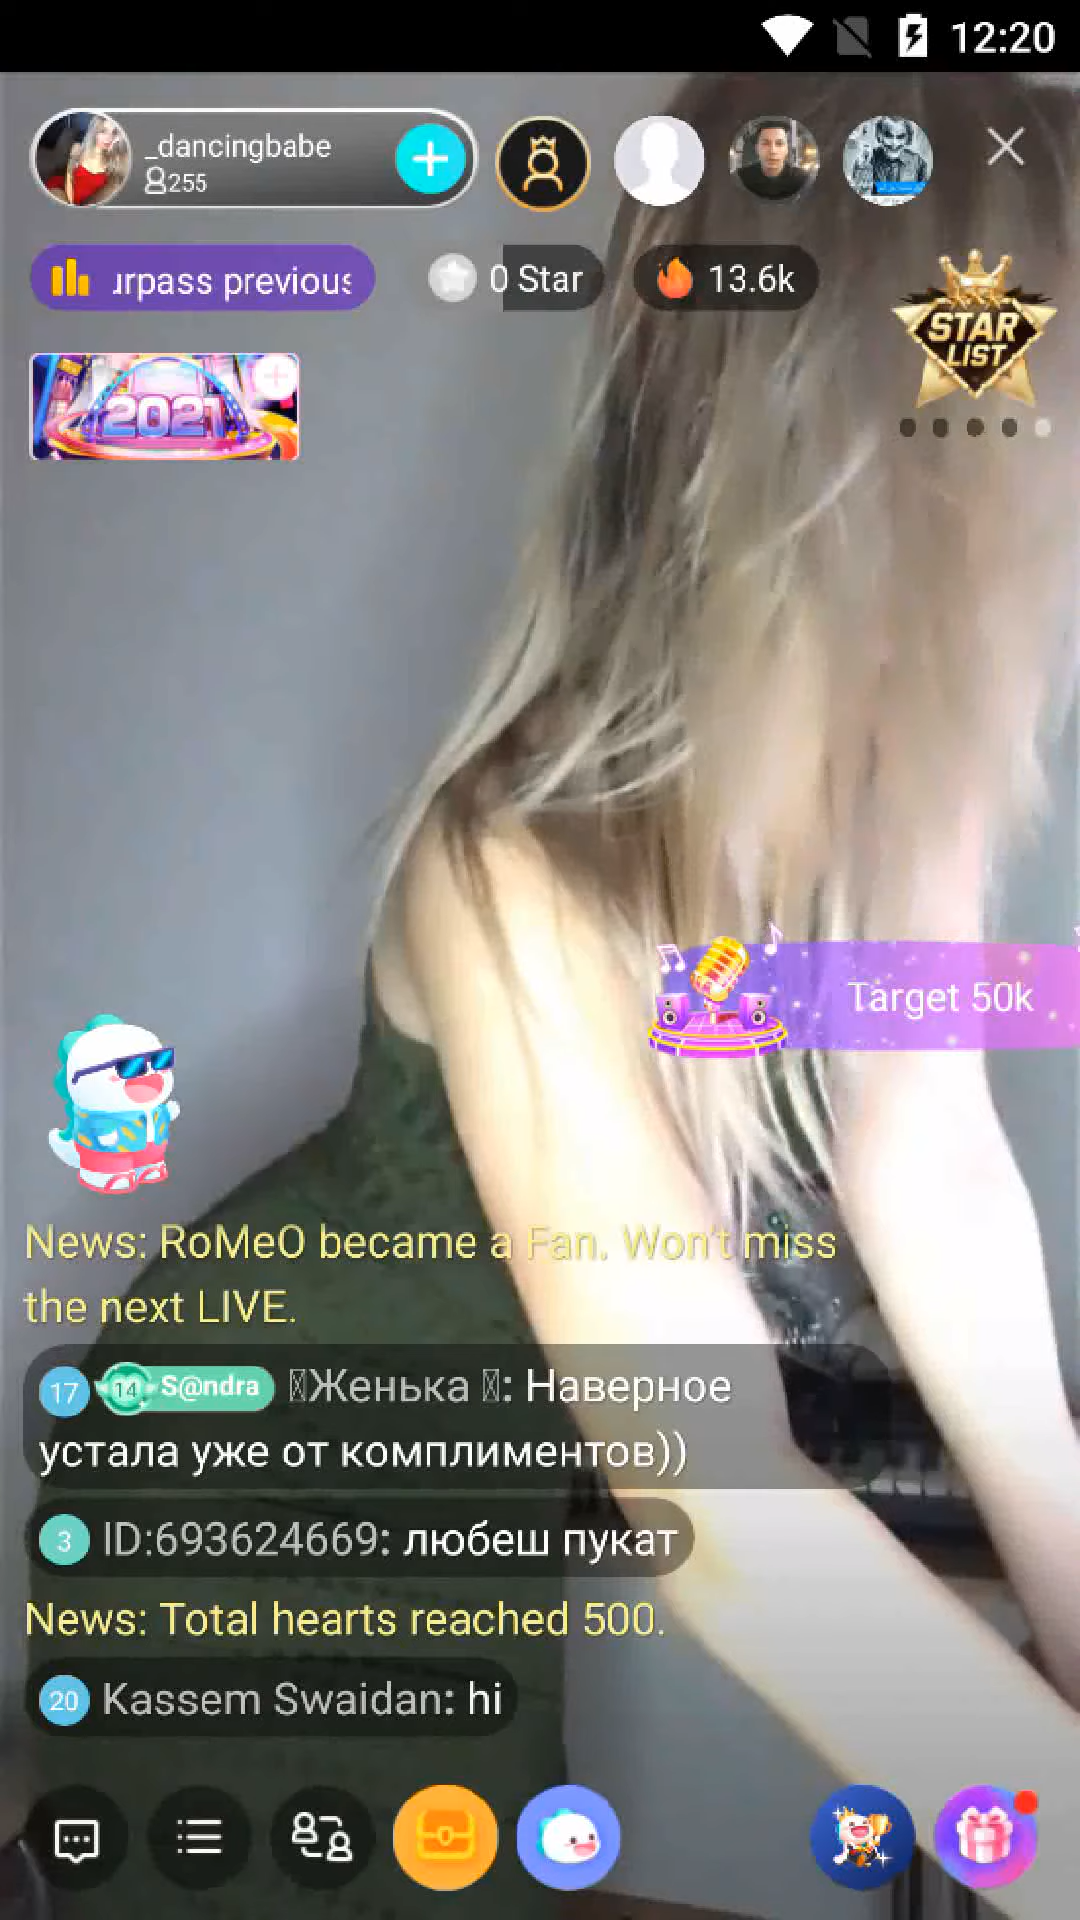 12:20
_dancingbabe
255
urpass previous
0 Star
13.6k
STAR
LIST
2021
Target 50k
News: RoMeO became a Fan. Won't miss
the next LIVE.
17 14 S@ndra Женька : Наверное
устала уже от комплиментов))
3 ID:693624669: любеш пукат
News: Total hearts reached 500.
20 Kassem Swaidan: hi